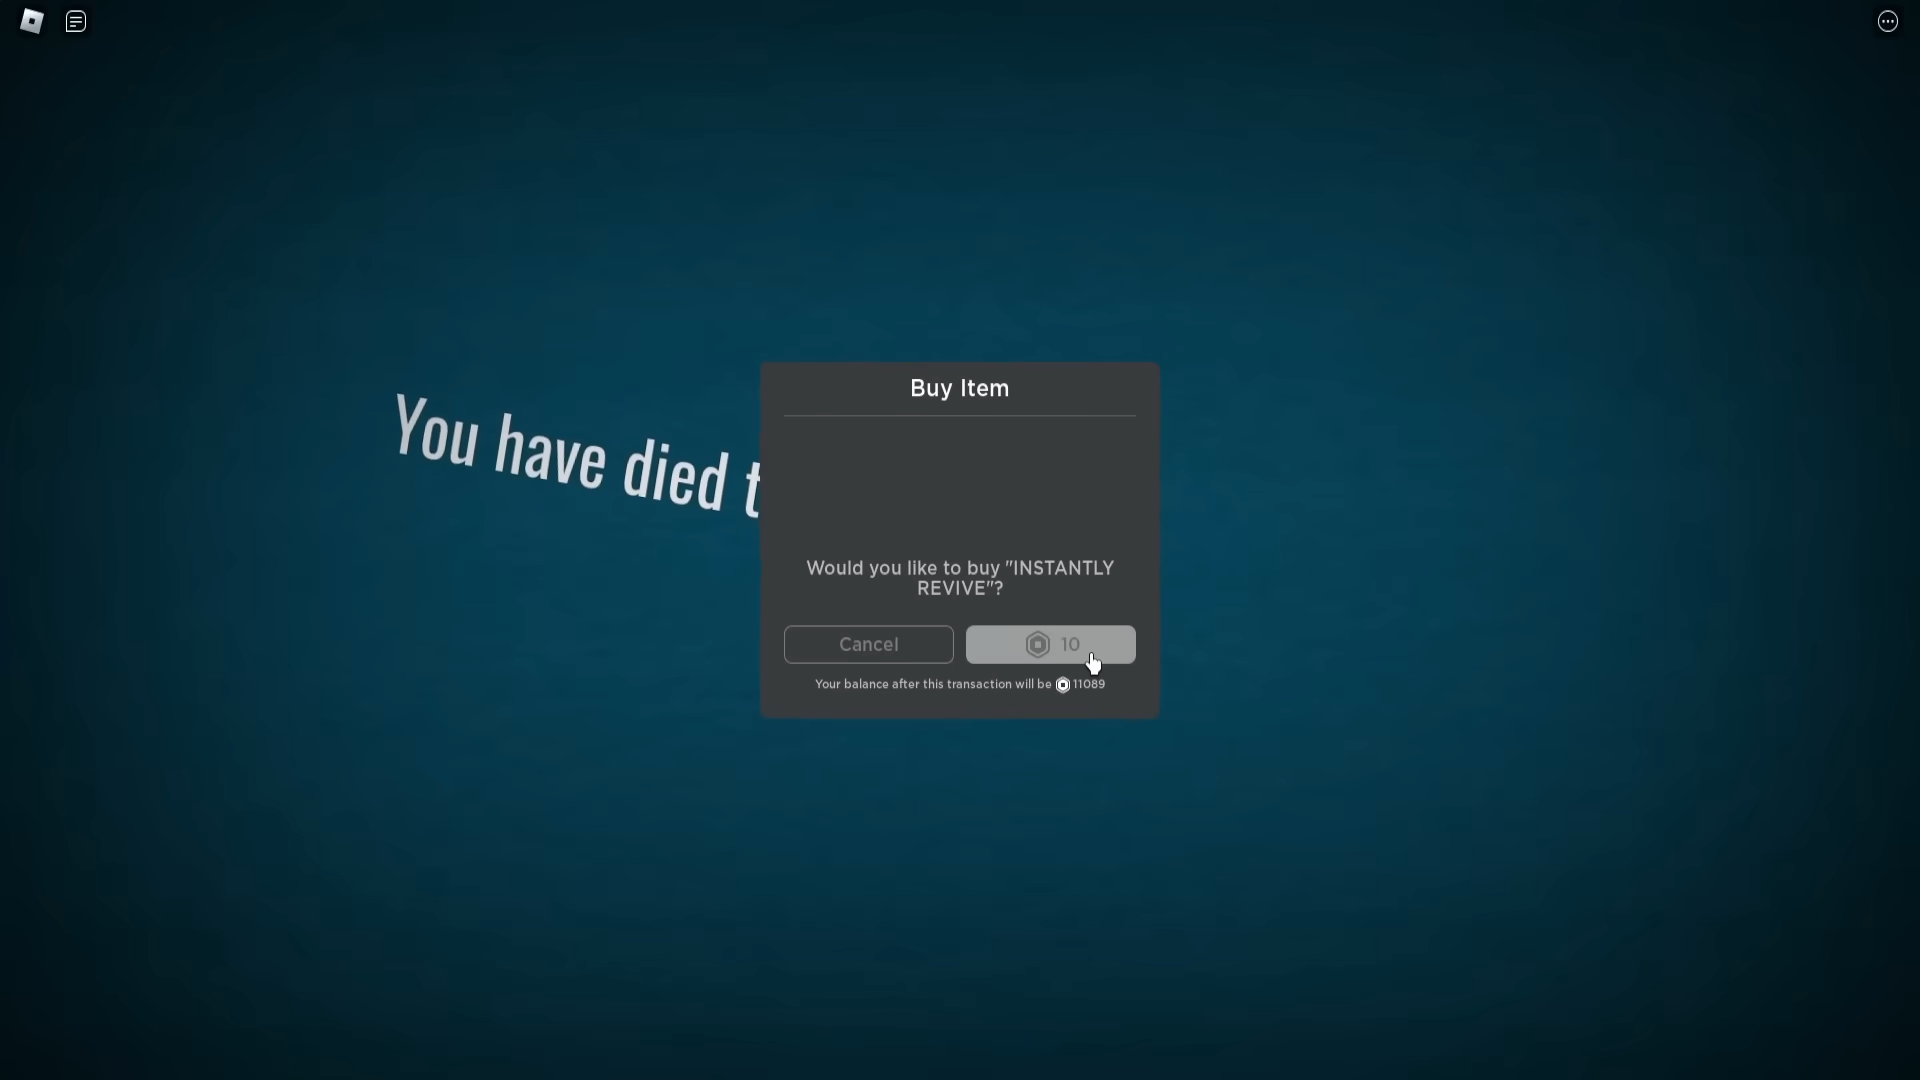 Buy Item
You have died
Would you like to buy "INSTANTLY
REVIVE"?
Cancel
10
Your balance after this transaction will be 11089